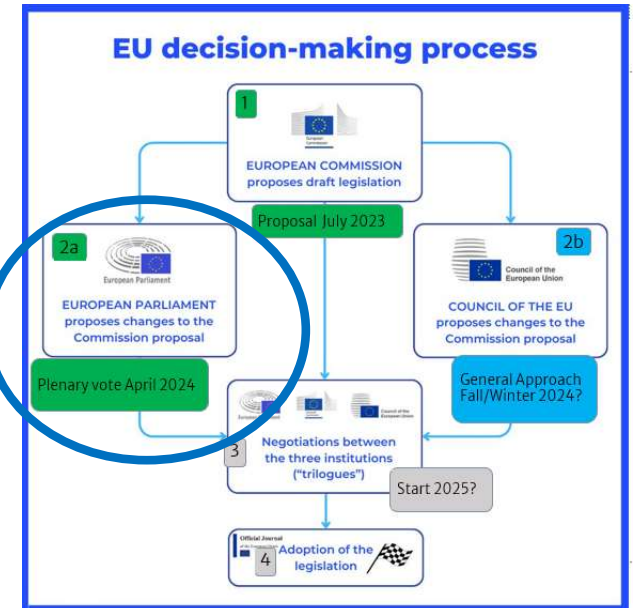 EU decision-making process
1
European
Commission
EUROPEAN COMMISSION
proposes draft legislation
Proposal July 2023
2a
European Parliament
EUROPEAN PARLIAMENT
proposes changes to the
Commission proposal
Plenary vote April 2024
2b
Council of the
European Union
COUNCIL OF THE EU
proposes changes to the
Commission proposal
General Approach
Fall/Winter 2024?
3
Negotiations between
the three institutions
("trilogues")
Start 2025?
Official Journal
4
Adoption of the
legislation